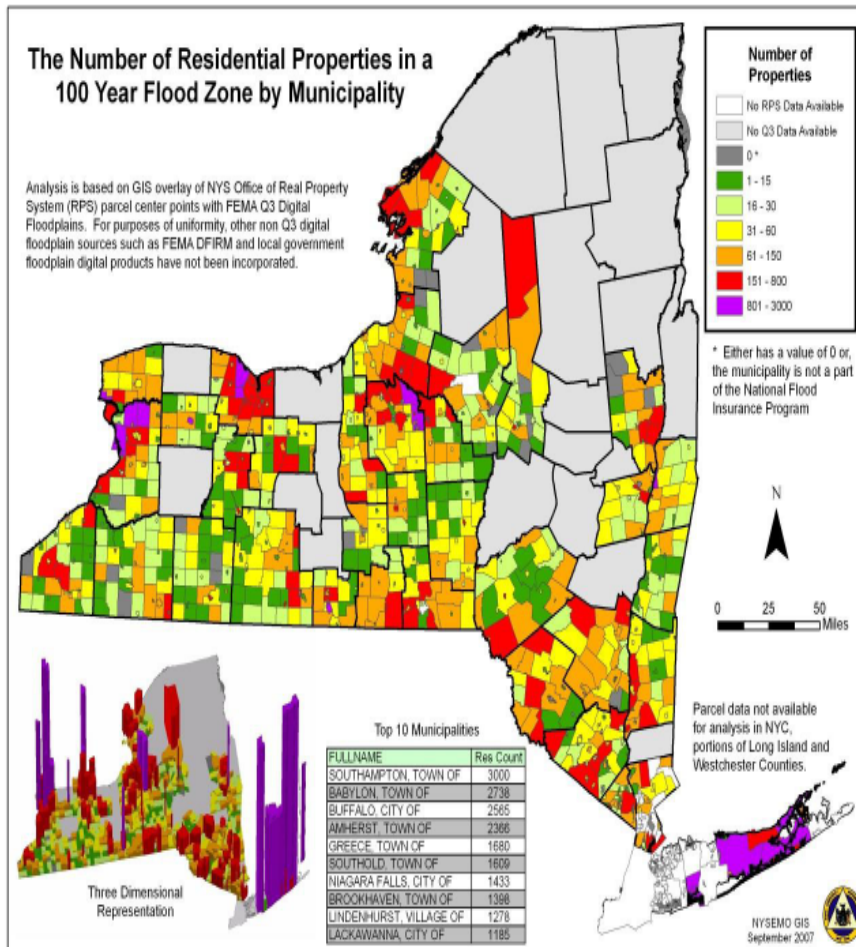 The Number of Residential Properties in a
100 Year Flood Zone by Municipality
Analysis is based on GIS overlay of NYS Office of Real Property
System (RPS) parcel center points with FEMA Q3 Digital
Floodplains. For purposes of uniformity, other non Q3 digital
floodplain sources such as FEMA DFIRM and local government
floodplain digital products have not been incorporated.
Number of
Properties
No RPS Data Available
No Q3 Data Available
0 *
1 - 15
16 - 30
31 - 60
61 - 150
151 - 800
801 - 3000
* Either has a value of 0 or,
the municipality is not a part
of the National Flood
Insurance Program
N
0 25 50
Miles
Parcel data not available
for analysis in NYC,
portions of Long Island and
Westchester Counties.
Three Dimensional
Representation
Top 10 Municipalities
FULLNAME Res Count
SOUTHAMPTON, TOWN OF 3000
BABYLON, TOWN OF 2738
BUFFALO, CITY OF 2565
AMHERST, TOWN OF 2366
GREECE, TOWN OF 1680
SOUTHOLD, TOWN OF 1609
NIAGARA FALLS, CITY OF 1433
BROOKHAVEN, TOWN OF 1398
LINDENHURST, VILLAGE OF 1278
LACKAWANNA, CITY OF 1185
NYSEMO GIS
September 2007